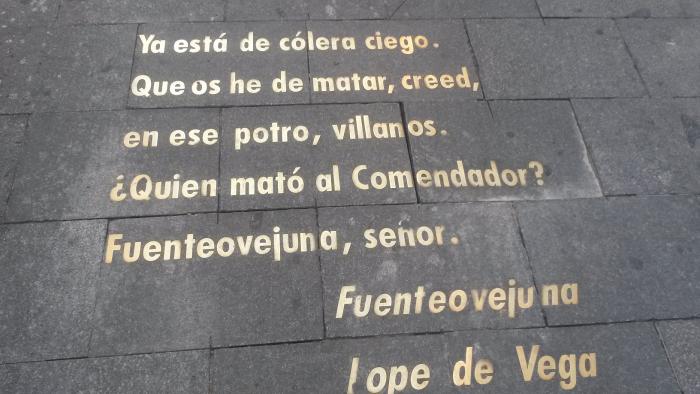 Ya está de cólera ciego.
Que os he de matar, creed,
en ese potro, villanos.
¿Quien mató al Comendador?
Fuenteovejuna, señor.
Fuenteovejuna
Lope de Vega